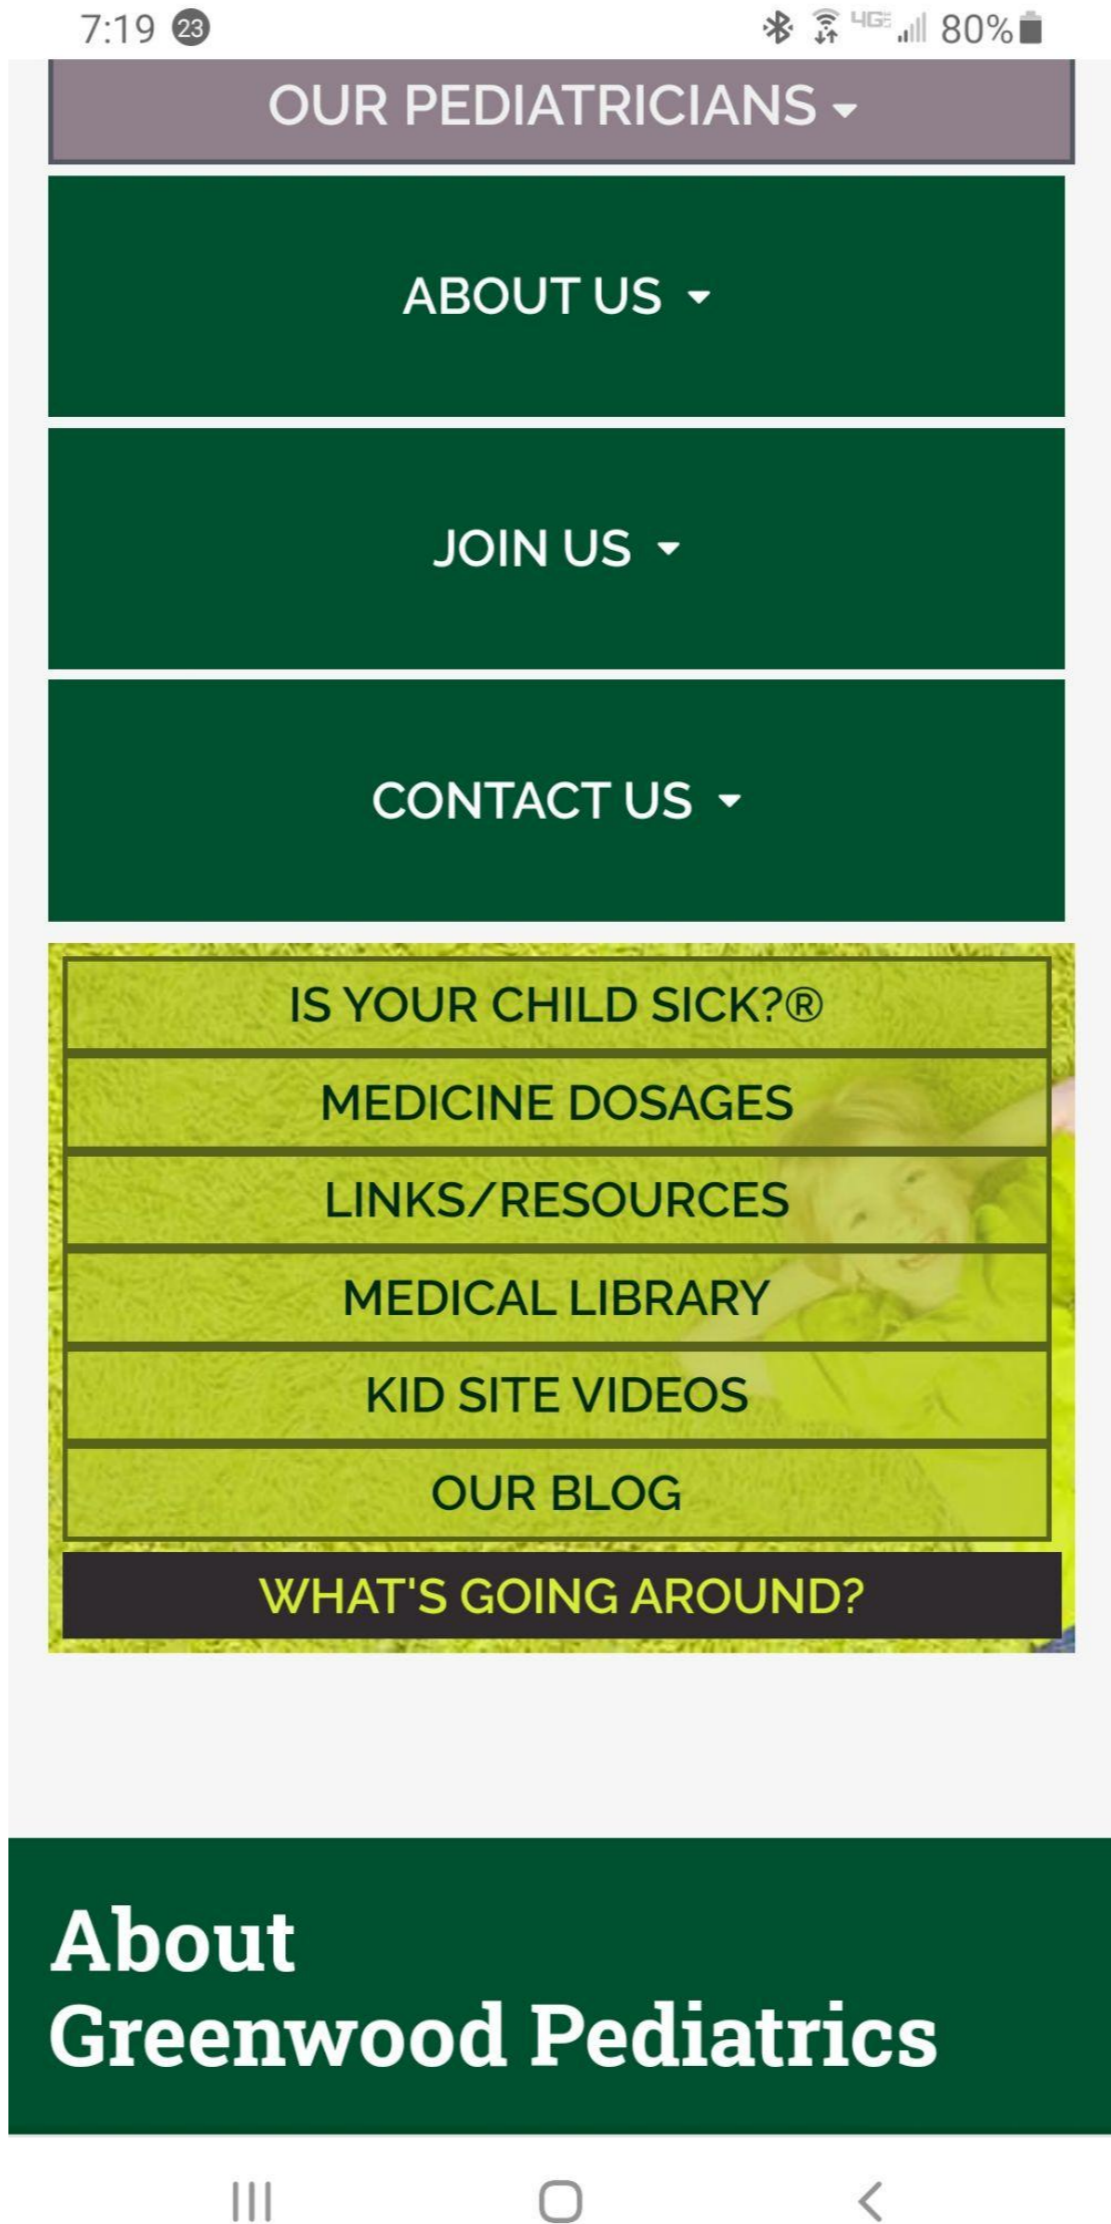 7:19 23 4GE 80%
OUR PEDIATRICIANS
ABOUT US
JOIN US
CONTACT US
IS YOUR CHILD SICK?®
MEDICINE DOSAGES
LINKS/RESOURCES
MEDICAL LIBRARY
KID SITE VIDEOS
OUR BLOG
WHAT'S GOING AROUND?
About
Greenwood Pediatrics